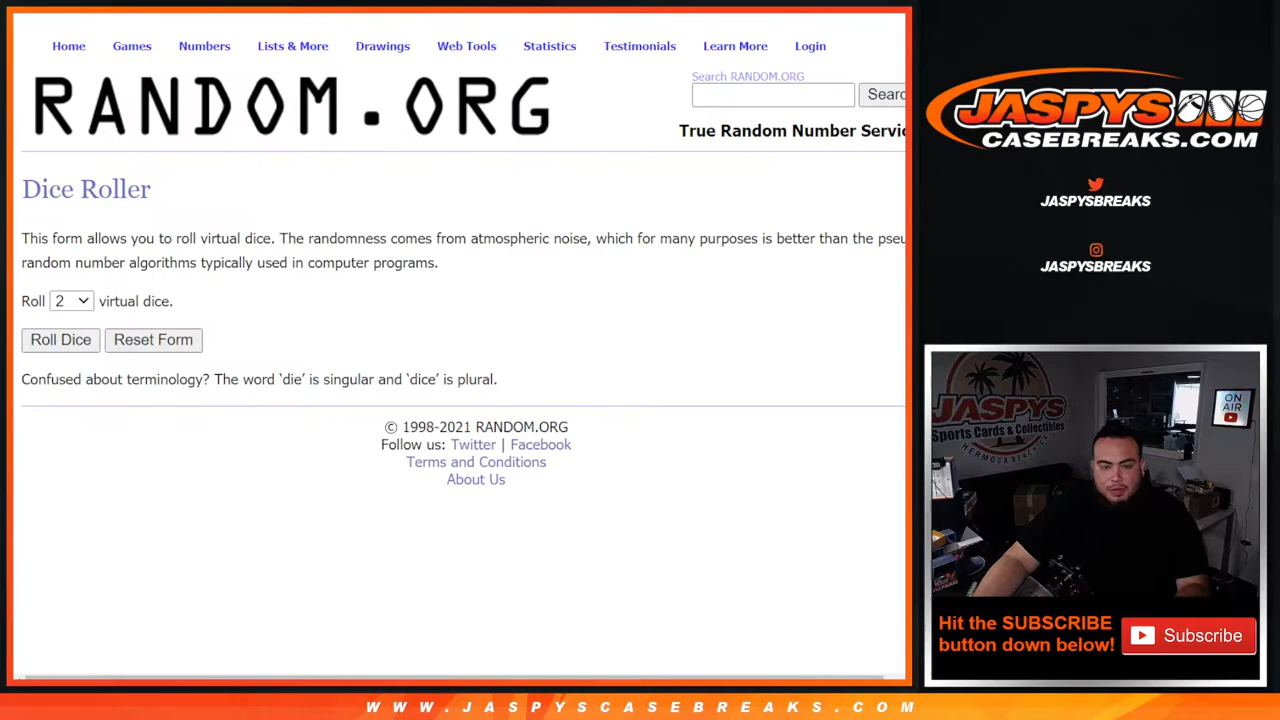 Home Games Numbers Lists & More Drawings Web Tools Statistics Testimonials Learn More Login
RANDOM.ORG
Search RANDOM.ORG
Searc
True Random Number Servic
Dice Roller
This form allows you to roll virtual dice. The randomness comes from atmospheric noise, which for many purposes is better than the pseu
random number algorithms typically used in computer programs.
Roll 2 virtual dice.
Roll Dice Reset Form
Confused about terminology? The word ‘die’ is singular and ‘dice’ is plural.
© 1998-2021 RANDOM.ORG
Follow us: Twitter | Facebook
Terms and Conditions
About Us
JASPYS
CASEBREAKS.COM
JASPYSBREAKS
JASPYSBREAKS
JASPYS
Sports Cards & Collectibles
HERMOSA BEACH CA
ON
AIR
Hit the SUBSCRIBE
button down below!
Subscribe
WWW.JASPYSCASEBREAKS.COM